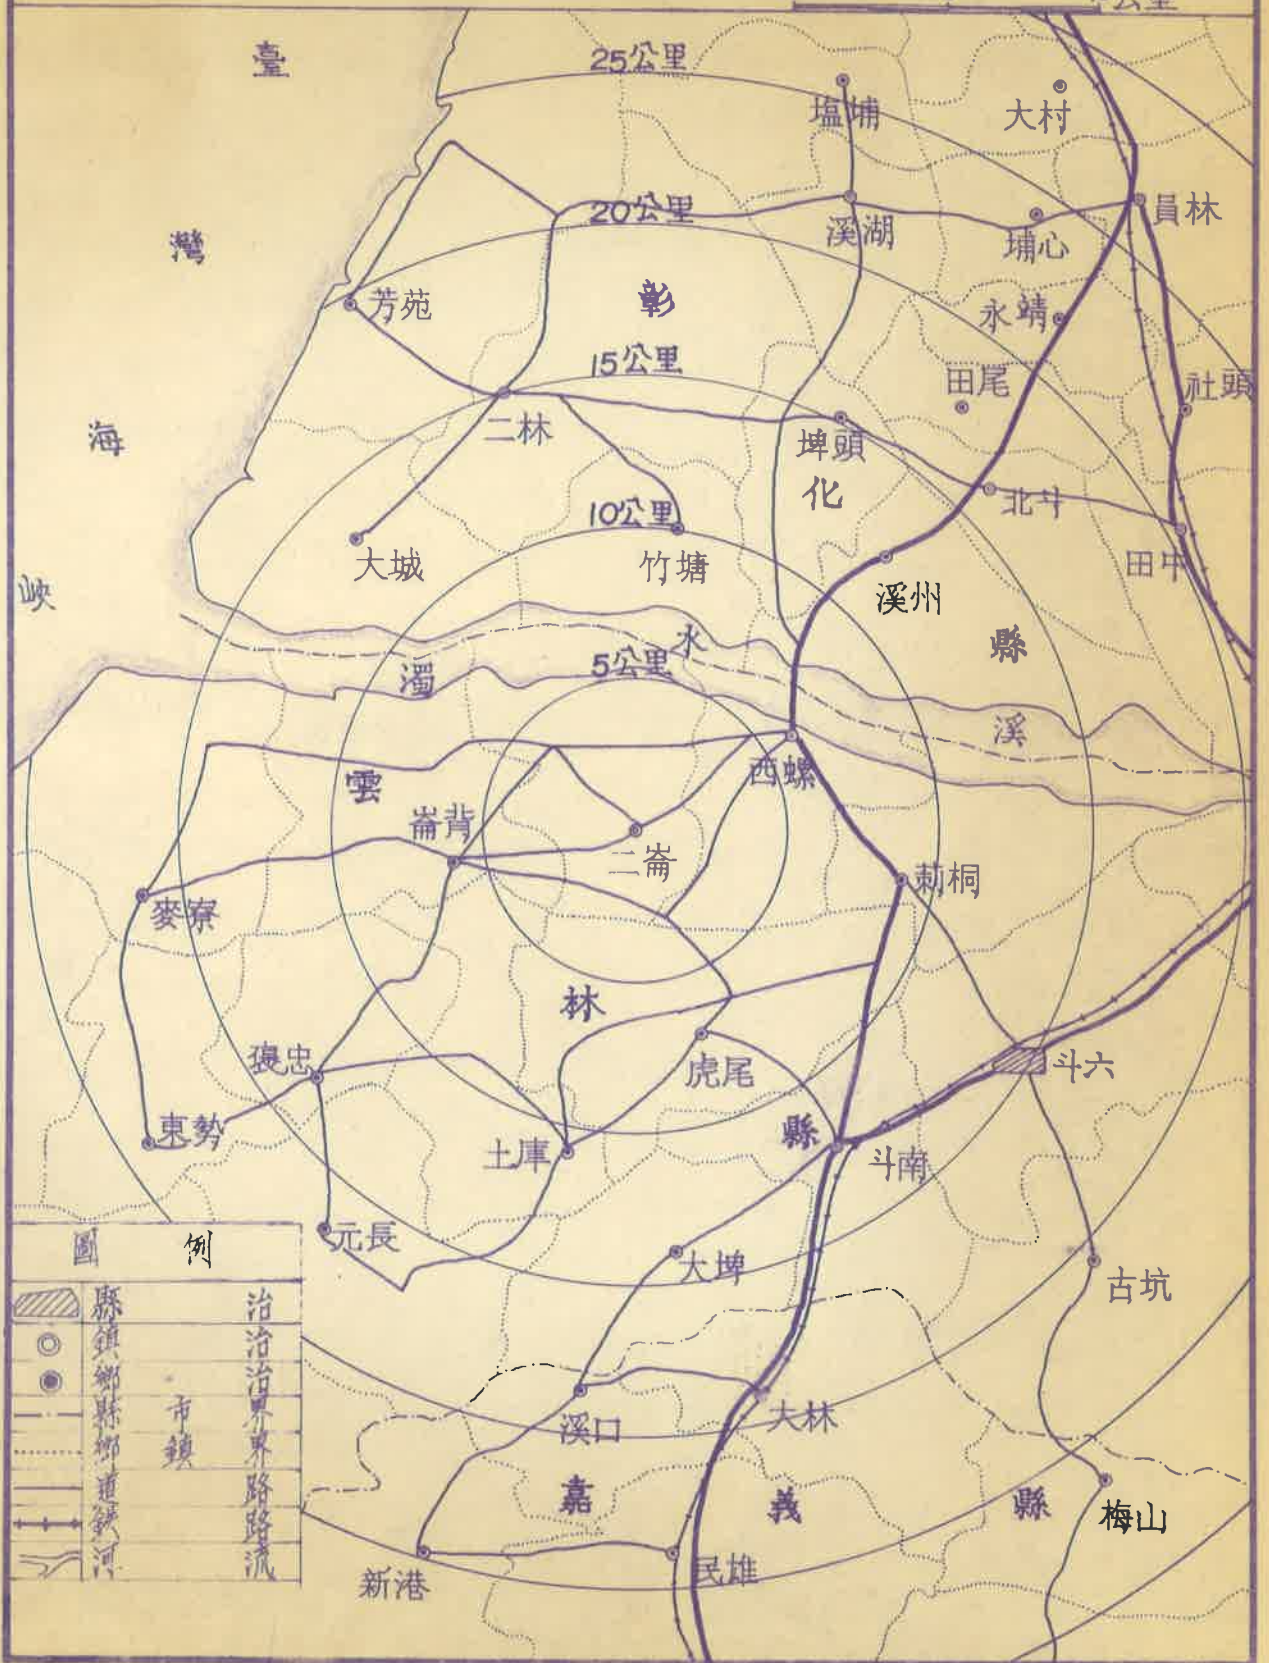 公里
臺
灣
海
峽
25公里
塩埔
大村
20公里
溪湖
埔心
員林
芳苑
彰
永靖
15公里
田尾
社頭
二林
埤頭
化
10公里
北斗
大城
竹塘
田中
溪州
水
縣
5公里
濁
溪
西螺
雲
崙背
二崙
莿桐
麥寮
林
褒忠
虎尾
斗六
東勢
土庫
縣
斗南
元長
大埤
古坑
溪口
大林
嘉
義
縣
梅山
新港
民雄
圖例
縣治
鎮治
鄉治
縣市界
鄉鎮界
道路
鉄路
河流